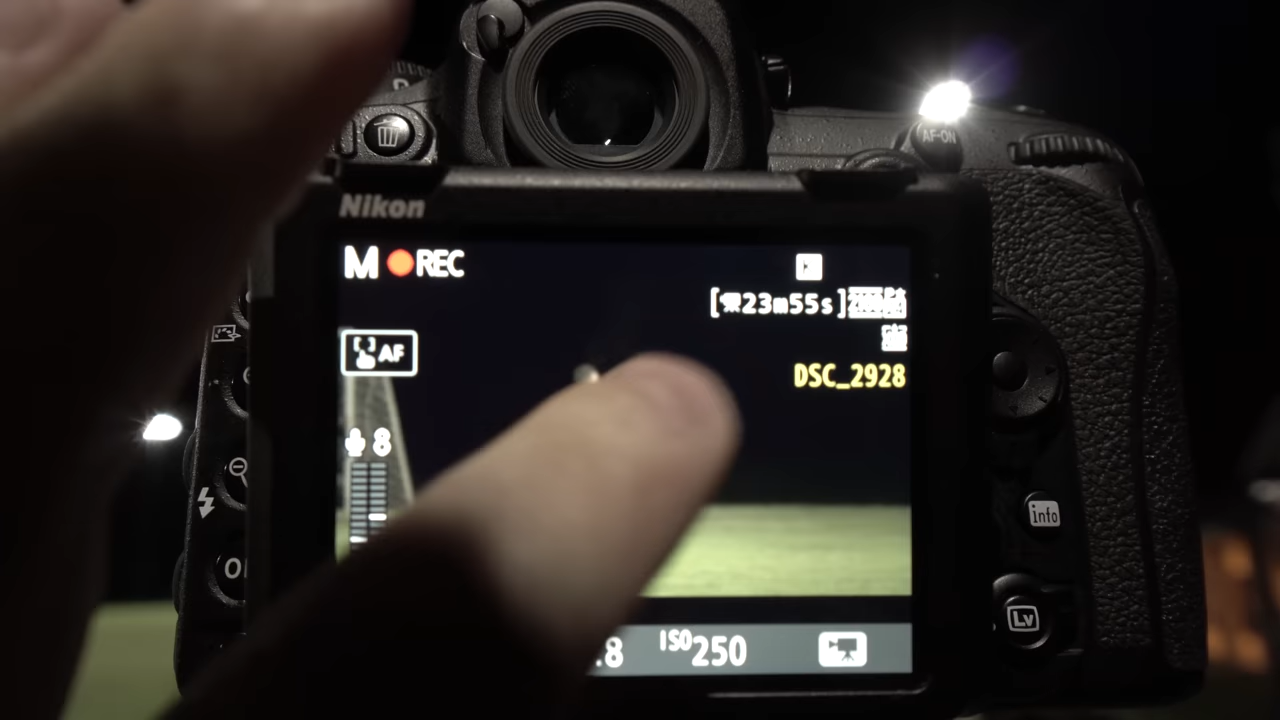 AF-ON
Nikon
M REC
[23m55s]
AF
DSC_2928
8
info
Lv
.8 ISO 250